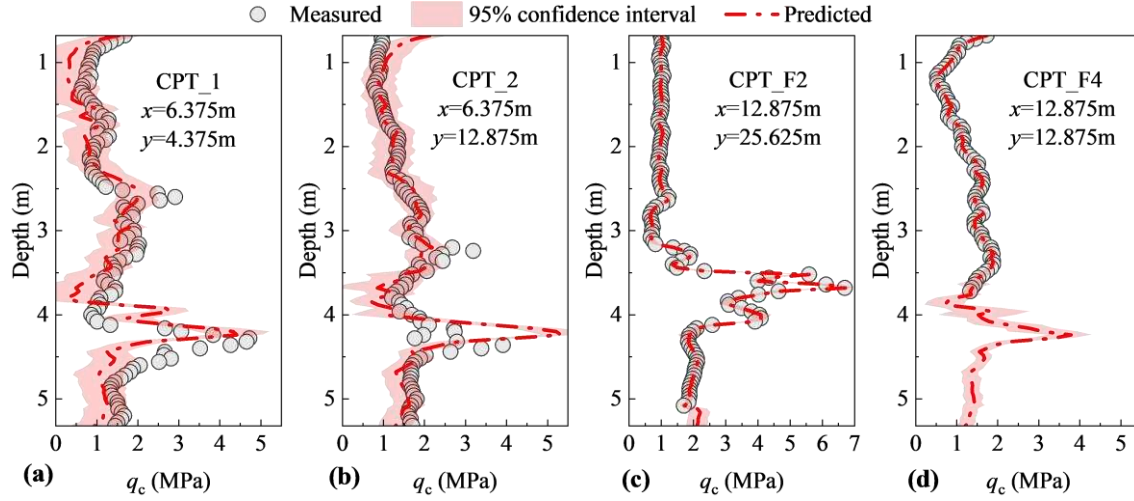 Measured 95% confidence interval Predicted
CPT_1
x=6.375m
y=4.375m
CPT_2
x=6.375m
y=12.875m
CPT_F2
x=12.875m
y=25.625m
CPT_F4
x=12.875m
y=12.875m
Depth (m) Depth (m) Depth (m) Depth (m)
1 1 1 1
2 2 2 2
3 3 3 3
4 4 4 4
5 5 5 5
0 1 2 3 4 5 0 1 2 3 4 5 0 1 2 3 4 5 6 7 0 1 2 3 4 5
(a) qc (MPa) (b) qc (MPa) (c) qc (MPa) (d) qc (MPa)